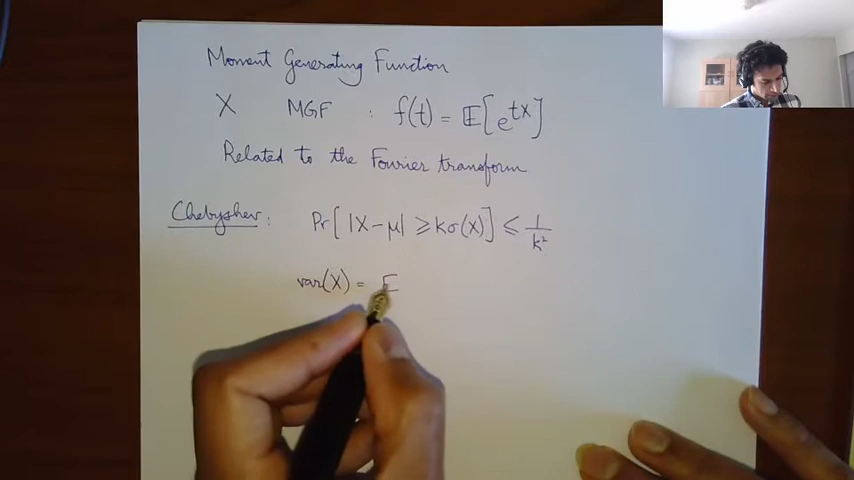 Moment Generating Function
X MGF : f(t) = 𝔼[e^{tX}]
Related to the Fourier transform
Chebyshev: Pr[|X-μ| ≥ kσ(X)] ≤ 1/k²
var(X) = E